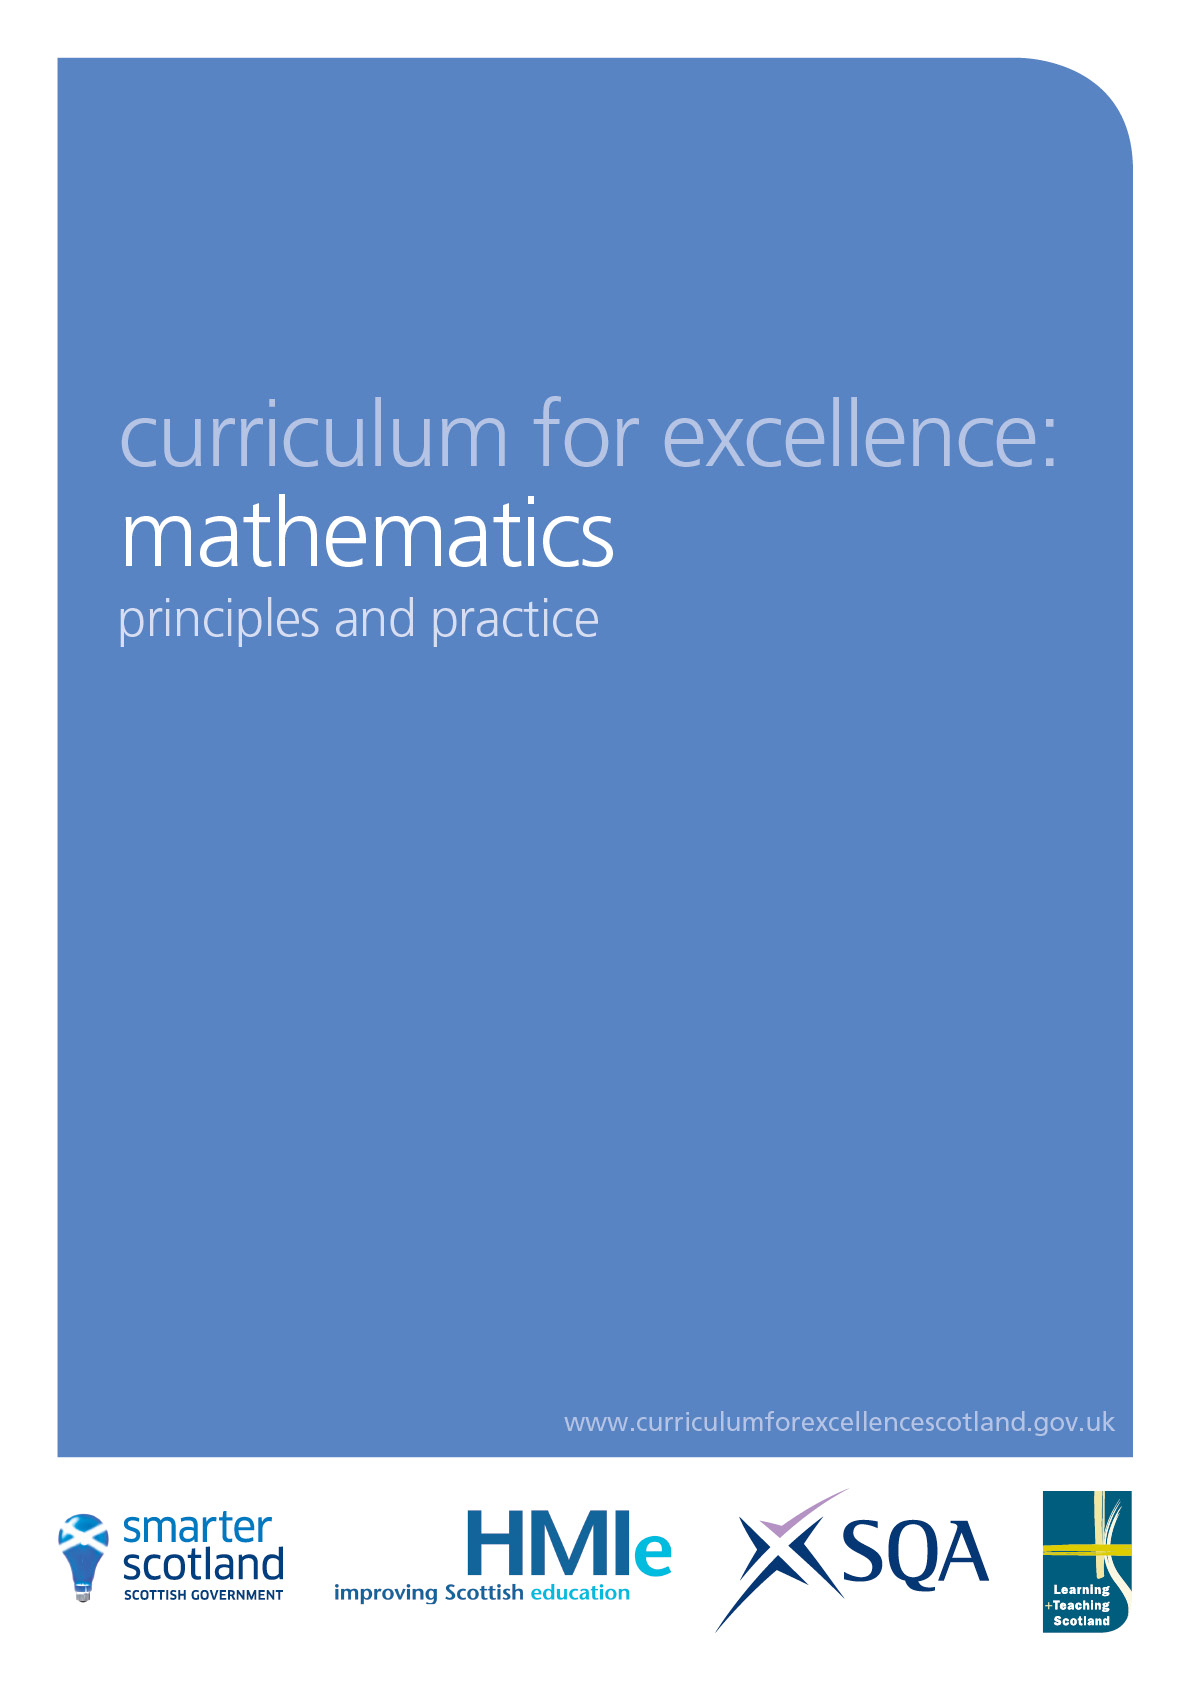 curriculum for excellence:
mathematics
principles and practice
www.curriculumforexcellencescotland.gov.uk
smarter
scotland
SCOTTISH GOVERNMENT
HMIe
improving Scottish education
SQA
Learning
+Teaching
Scotland